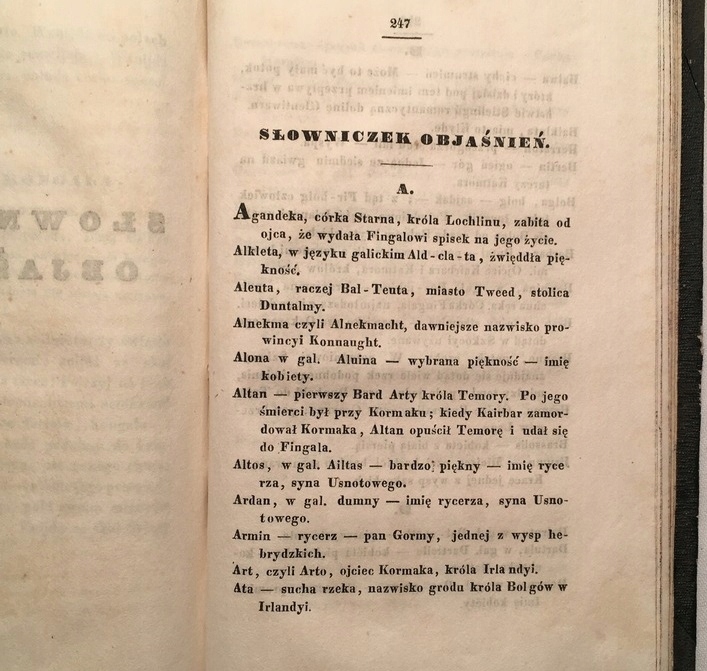 247
SŁOWNICZEK OBJAŚNIEŃ.
A.
Agandeka, córka Starna, króla Lochlinu, zabita od
ojca, że wydała Fingalowi spisek na jego życie.
Alkleta, w języku galickim Ald-cla-ta, źwięddła pię-
kność.
Aleuta, raczej Bal-Teuta, miasto Tweed, stolica
Duntalmy.
Alnekma czyli Alnekmacht, dawniejsze nazwisko pro-
wincyi Konnaught.
Alona w gal. Aluina — wybrana piękność — imię
kobiety.
Altan — pierwszy Bard Arty króla Temory. Po jego
śmierci był przy Kormaku; kiedy Kairbar zamor-
dował Kormaka, Altan opuścił Temorę i udał się
do Fingala.
Altos, w gal. Ailtas — bardzo piękny — imię ryce
rza, syna Usnotowego.
Ardan, w gal. dumny — imię rycerza, syna Usno-
towego.
Armin — rycerz — pan Gormy, jednej z wysp he-
brydzkich.
Art, czyli Arto, ojciec Kormaka, króla Irlandyi.
Ata — sucha rzeka, nazwisko grodu króla Bolgów w
Irlandyi.